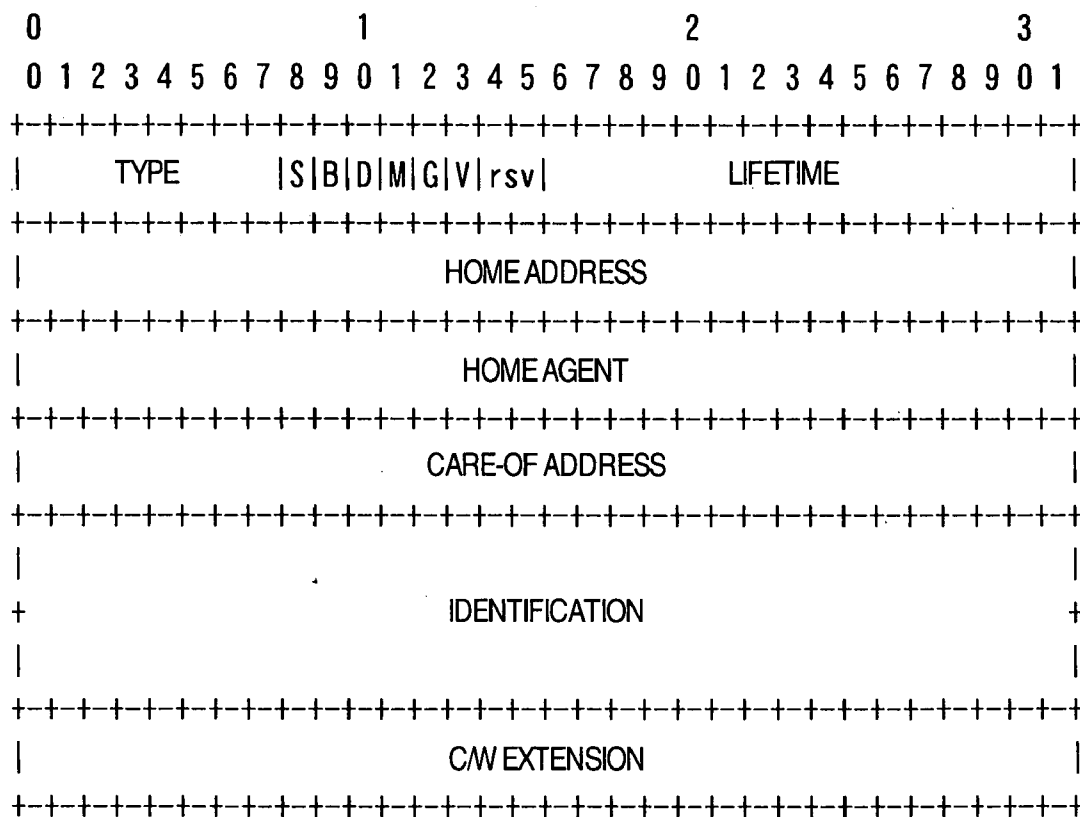 0 1 2 3
0 1 2 3 4 5 6 7 8 9 0 1 2 3 4 5 6 7 8 9 0 1 2 3 4 5 6 7 8 9 0 1
+-+-+-+-+-+-+-+-+-+-+-+-+-+-+-+-+-+-+-+-+-+-+-+-+-+-+-+-+-+-+-+-+
| TYPE |S|B|D|M|G|V|rsv| LIFETIME |
+-+-+-+-+-+-+-+-+-+-+-+-+-+-+-+-+-+-+-+-+-+-+-+-+-+-+-+-+-+-+-+-+
| HOME ADDRESS |
+-+-+-+-+-+-+-+-+-+-+-+-+-+-+-+-+-+-+-+-+-+-+-+-+-+-+-+-+-+-+-+-+
| HOME AGENT |
+-+-+-+-+-+-+-+-+-+-+-+-+-+-+-+-+-+-+-+-+-+-+-+-+-+-+-+-+-+-+-+-+
| CARE-OF ADDRESS |
+-+-+-+-+-+-+-+-+-+-+-+-+-+-+-+-+-+-+-+-+-+-+-+-+-+-+-+-+-+-+-+-+
| |
+ IDENTIFICATION +
| |
+-+-+-+-+-+-+-+-+-+-+-+-+-+-+-+-+-+-+-+-+-+-+-+-+-+-+-+-+-+-+-+-+
| C/W EXTENSION |
+-+-+-+-+-+-+-+-+-+-+-+-+-+-+-+-+-+-+-+-+-+-+-+-+-+-+-+-+-+-+-+-+